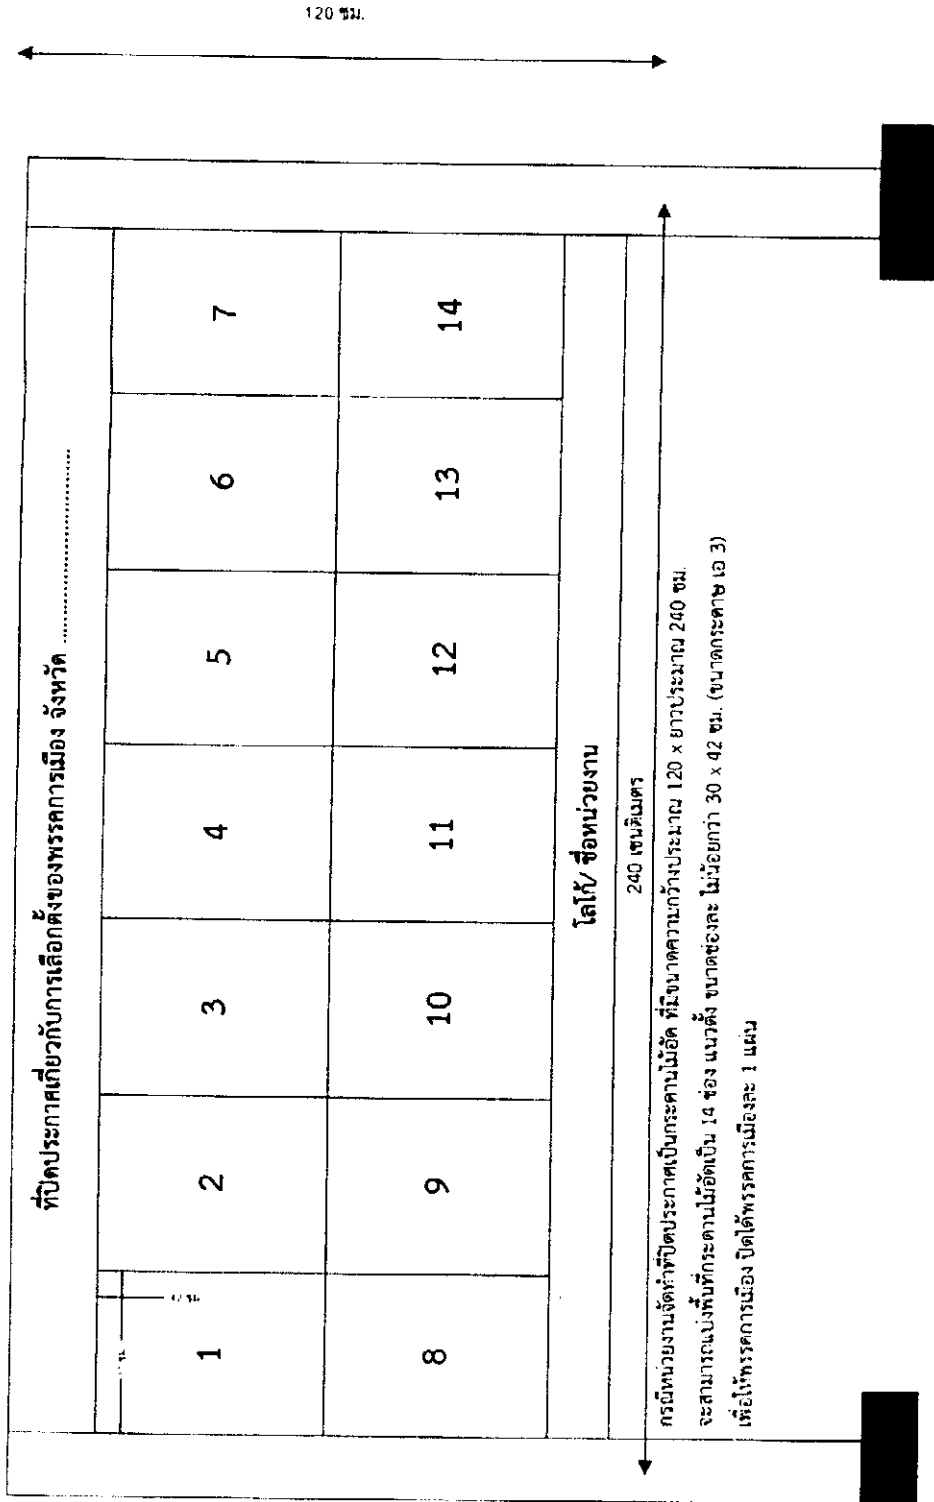 120 ซม.
ที่ปิดประกาศเกี่ยวกับการเลือกตั้งของพรรคการเมือง จังหวัด ........................................
1 2 3 4 5 6 7
8 9 10 11 12 13 14
โลโก้/ ชื่อหน่วยงาน
240 เซนติเมตร
กรณีหน่วยงานจัดทำที่ปิดประกาศเป็นกระดานไม้อัด ที่มีขนาดความกว้างประมาณ 120 x ยาวประมาณ 240 ซม.
จะสามารถแบ่งพื้นที่กระดานไม้อัดเป็น 14 ช่อง แนวตั้ง ขนาดช่องละ ไม่น้อยกว่า 30 x 42 ซม. (ขนาดกระดาษ เอ 3)
เพื่อให้พรรคการเมือง ปิดได้พรรคการเมืองละ 1 แผ่น